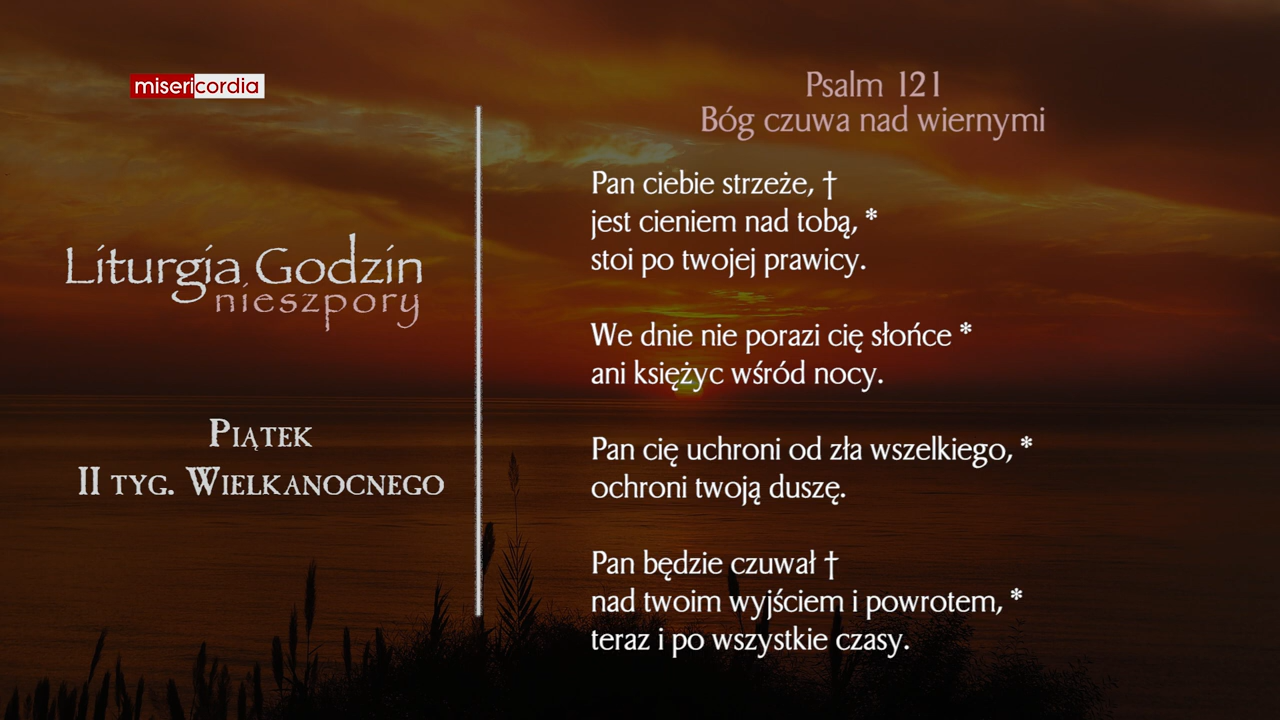 misericordia
Liturgia Godzin
nieszpory
Piątek
II tyg. Wielkanocnego
Psalm 121
Bóg czuwa nad wiernymi
Pan ciebie strzeże, †
jest cieniem nad tobą, *
stoi po twojej prawicy.
We dnie nie porazi cię słońce *
ani księżyc wśród nocy.
Pan cię uchroni od zła wszelkiego, *
ochroni twoją duszę.
Pan będzie czuwał †
nad twoim wyjściem i powrotem, *
teraz i po wszystkie czasy.